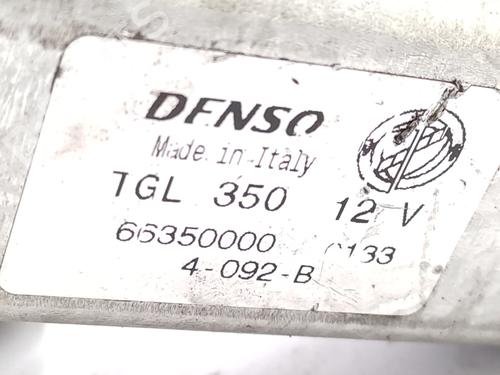 DENSO
Made in Italy
TGL 350 12 V
66350000 0133
4-092-B